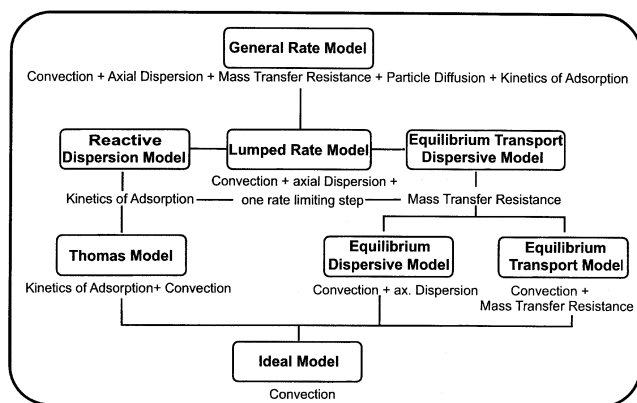 General Rate Model
Convection + Axial Dispersion + Mass Transfer Resistance + Particle Diffusion + Kinetics of Adsorption
Reactive
Dispersion Model
Lumped Rate Model
Equilibrium Transport
Dispersive Model
Convection + axial Dispersion +
Kinetics of Adsorption
one rate limiting step
Mass Transfer Resistance
Thomas Model
Kinetics of Adsorption+ Convection
Equilibrium
Dispersive Model
Convection + ax. Dispersion
Equilibrium
Transport Model
Convection +
Mass Transfer Resistance
Ideal Model
Convection